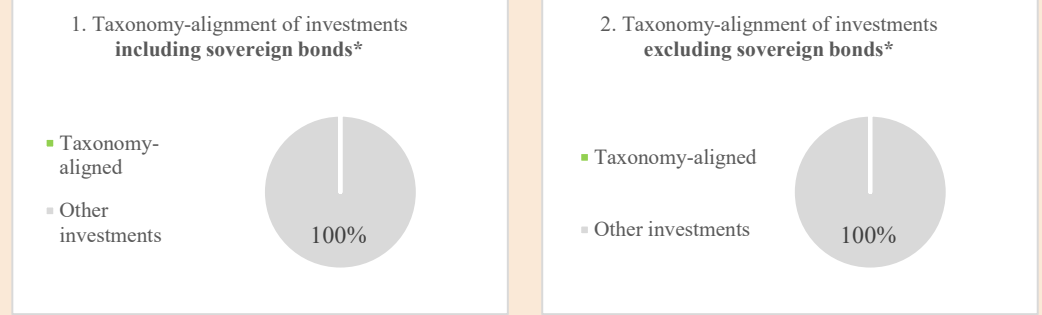 1. Taxonomy-alignment of investments
including sovereign bonds*
Taxonomy-
aligned
Other
investments
100%
2. Taxonomy-alignment of investments
excluding sovereign bonds*
Taxonomy-aligned
Other investments
100%